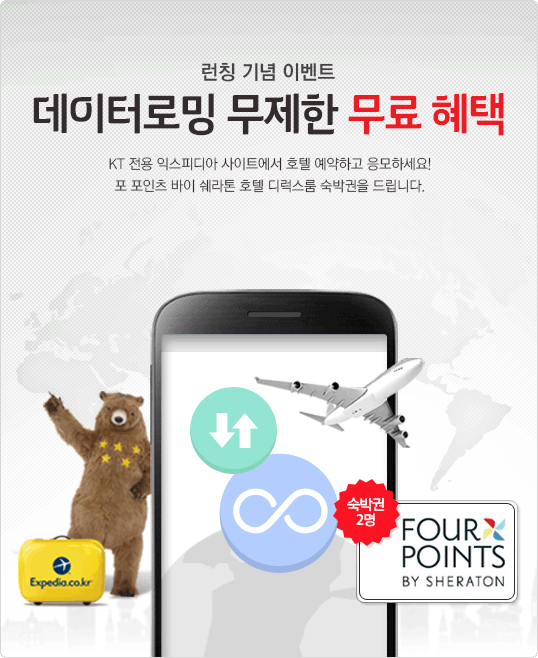 런칭 기념 이벤트
데이터로밍 무제한 무료 혜택
KT 전용 익스피디아 사이트에서 호텔 예약하고 응모하세요!
포 포인츠 바이 쉐라톤 호텔 디럭스룸 숙박권을 드립니다.
숙박권
2명
FOUR
POINTS
BY SHERATON
Expedia.co.kr